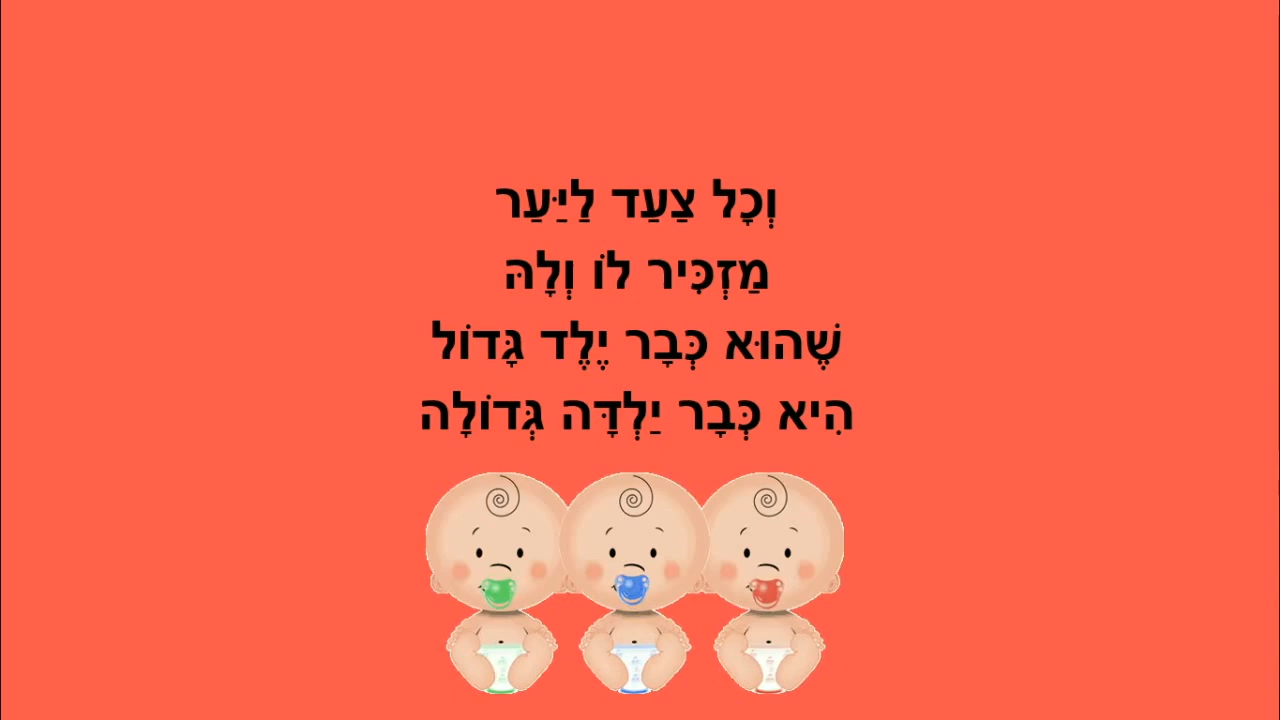 וְכָל צַעַד לַיַּעַר
מַזְכִּיר לוֹ וְלָהּ
שֶׁהוּא כְּבָר יֶלֶד גָּדוֹל
הִיא כְּבָר יַלְדָּה גְּדוֹלָה